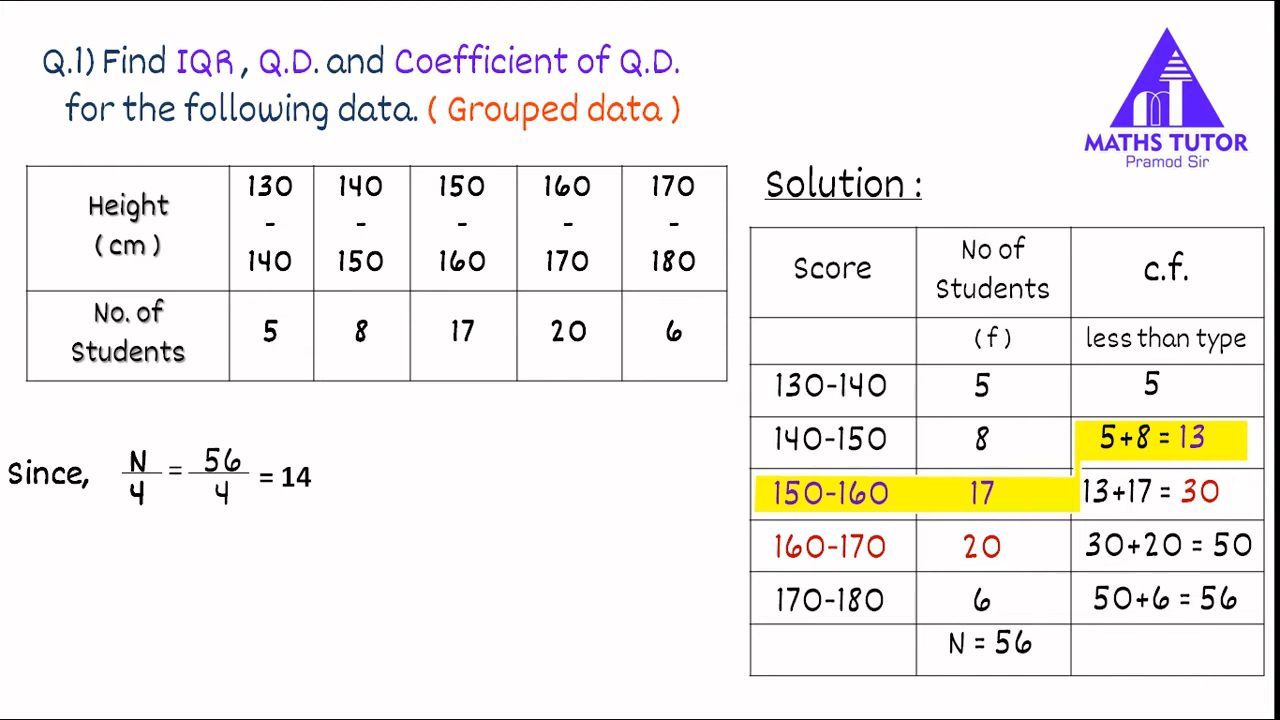 Q.1) Find IQR, Q.D. and Coefficient of Q.D.
for the following data. ( Grouped data )
MATHS TUTOR
Pramod Sir
Height
( cm )
130 - 140
140 - 150
150 - 160
160 - 170
170 - 180
No. of
Students
5 8 17 20 6
Since, N/4 = 56/4 = 14
Solution :
Score
No of
Students
c.f.
( f ) less than type
130-140 5 5
140-150 8 5+8 = 13
150-160 17 13+17 = 30
160-170 20 30+20 = 50
170-180 6 50+6 = 56
N = 56